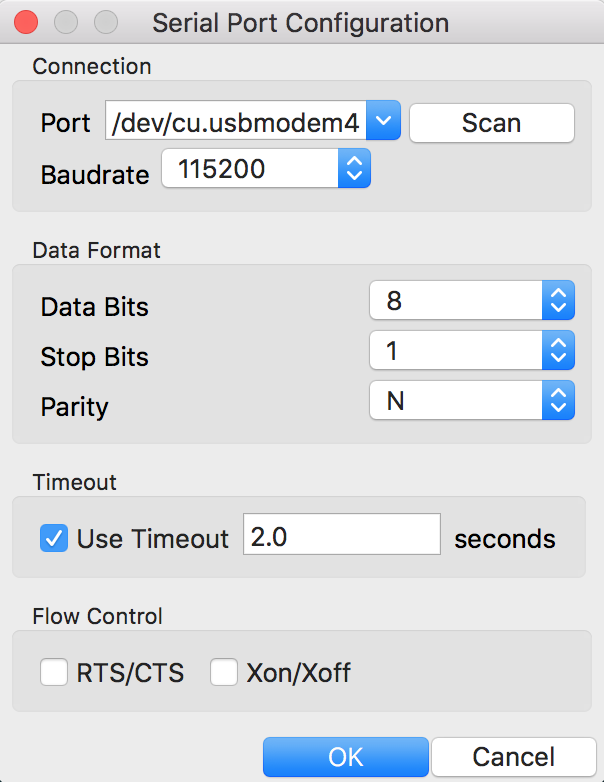 Serial Port Configuration
Connection
Port /dev/cu.usbmodem4 Scan
Baudrate 115200
Data Format
Data Bits 8
Stop Bits 1
Parity N
Timeout
Use Timeout 2.0 seconds
Flow Control
RTS/CTS Xon/Xoff
OK Cancel